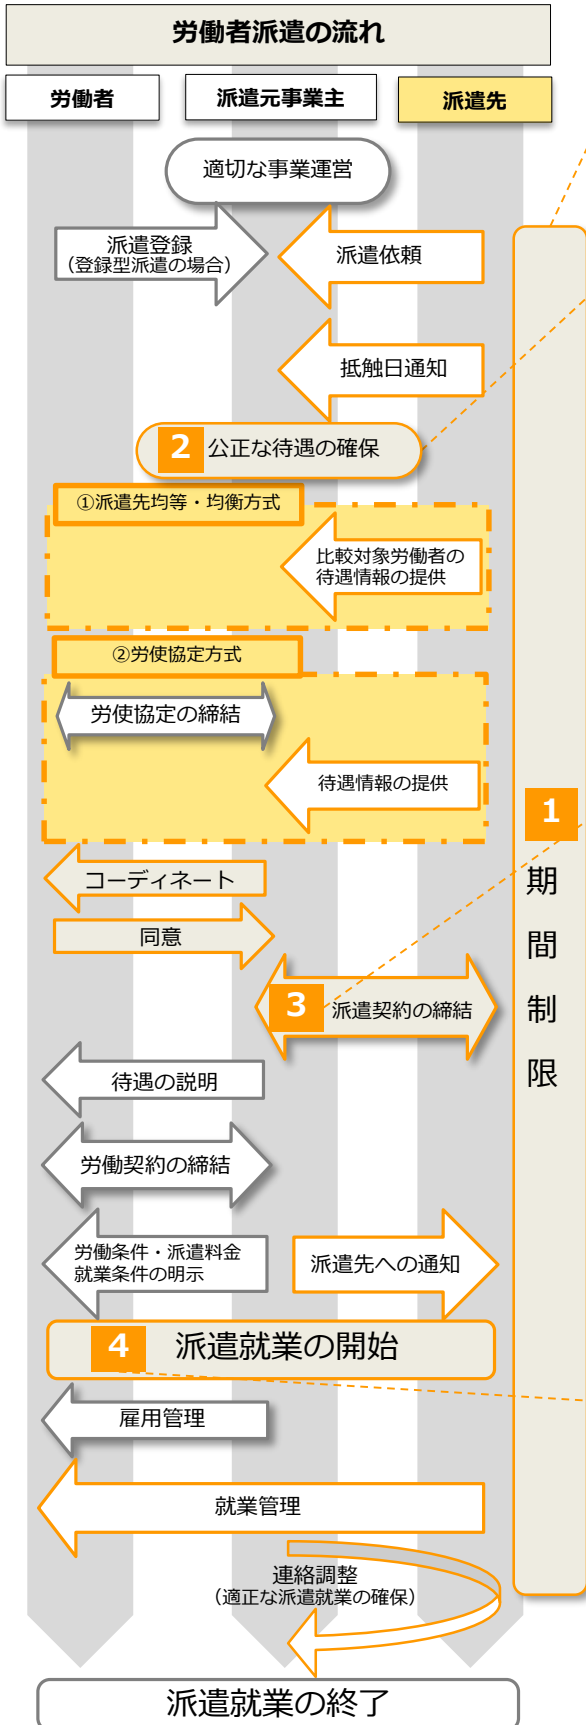 労働者派遣の流れ
労働者
派遣元事業主
派遣先
適切な事業運営
派遣登録
（登録型派遣の場合）
派遣依頼
抵触日通知
2 公正な待遇の確保
①派遣先均等・均衡方式
比較対象労働者の
待遇情報の提供
②労使協定方式
労使協定の締結
待遇情報の提供
1
期
間
制
限
コーディネート
同意
3 派遣契約の締結
待遇の説明
労働契約の締結
労働条件・派遣料金
就業条件の明示
派遣先への通知
4 派遣就業の開始
雇用管理
就業管理
連絡調整
（適正な派遣就業の確保）
派遣就業の終了